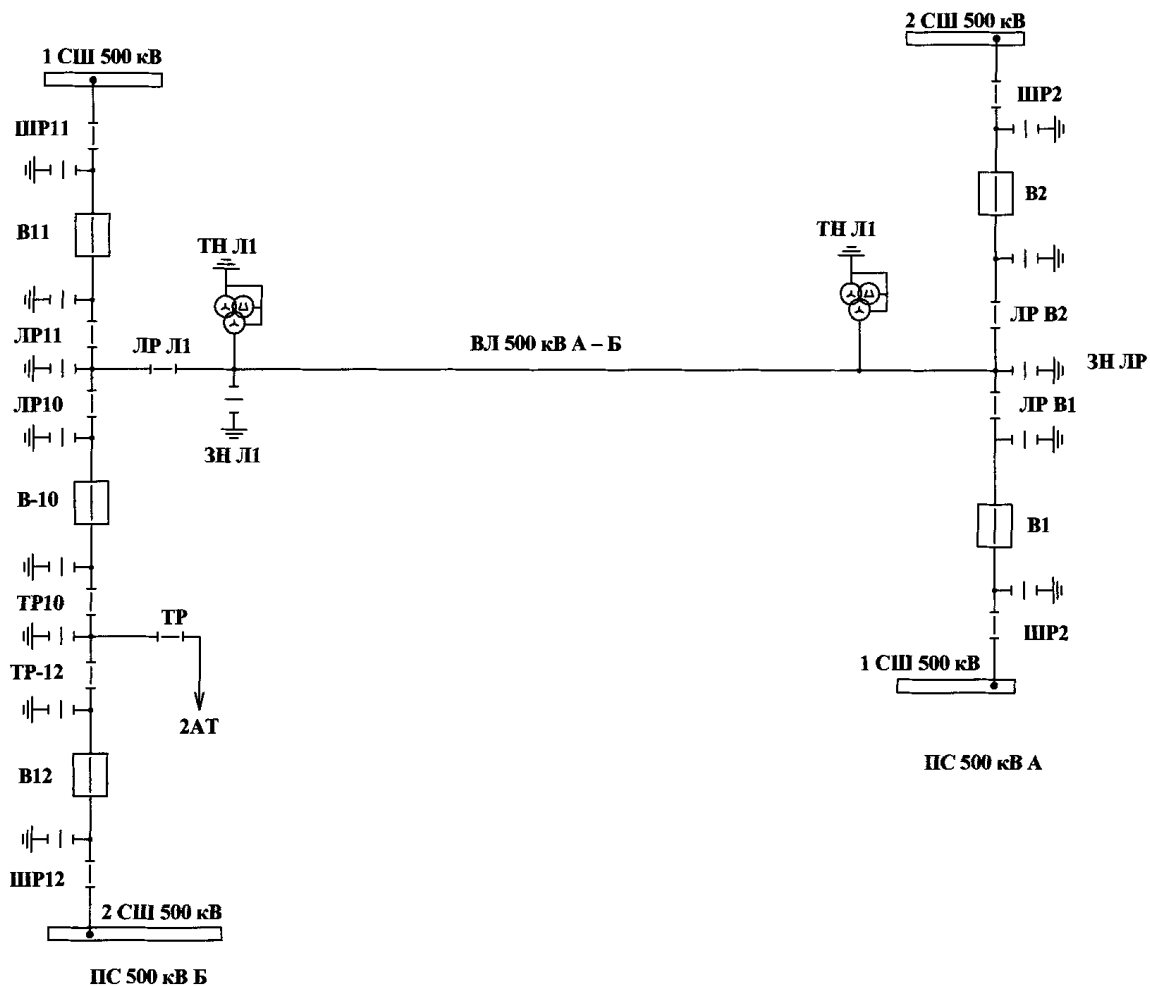 2 СШ 500 кВ
1 СШ 500 кВ
ШР2
ШР11
В2
В11
ТН Л1
ТН Л1
ЛР В2
ЛР11
ЛР Л1
ВЛ 500 кВ А – Б
ЗН ЛР
ЛР10
ЛР В1
ЗН Л1
В-10
В1
ТР10
ТР
ШР2
ТР-12
1 СШ 500 кВ
2АТ
ПС 500 кВ А
В12
ШР12
2 СШ 500 кВ
ПС 500 кВ Б